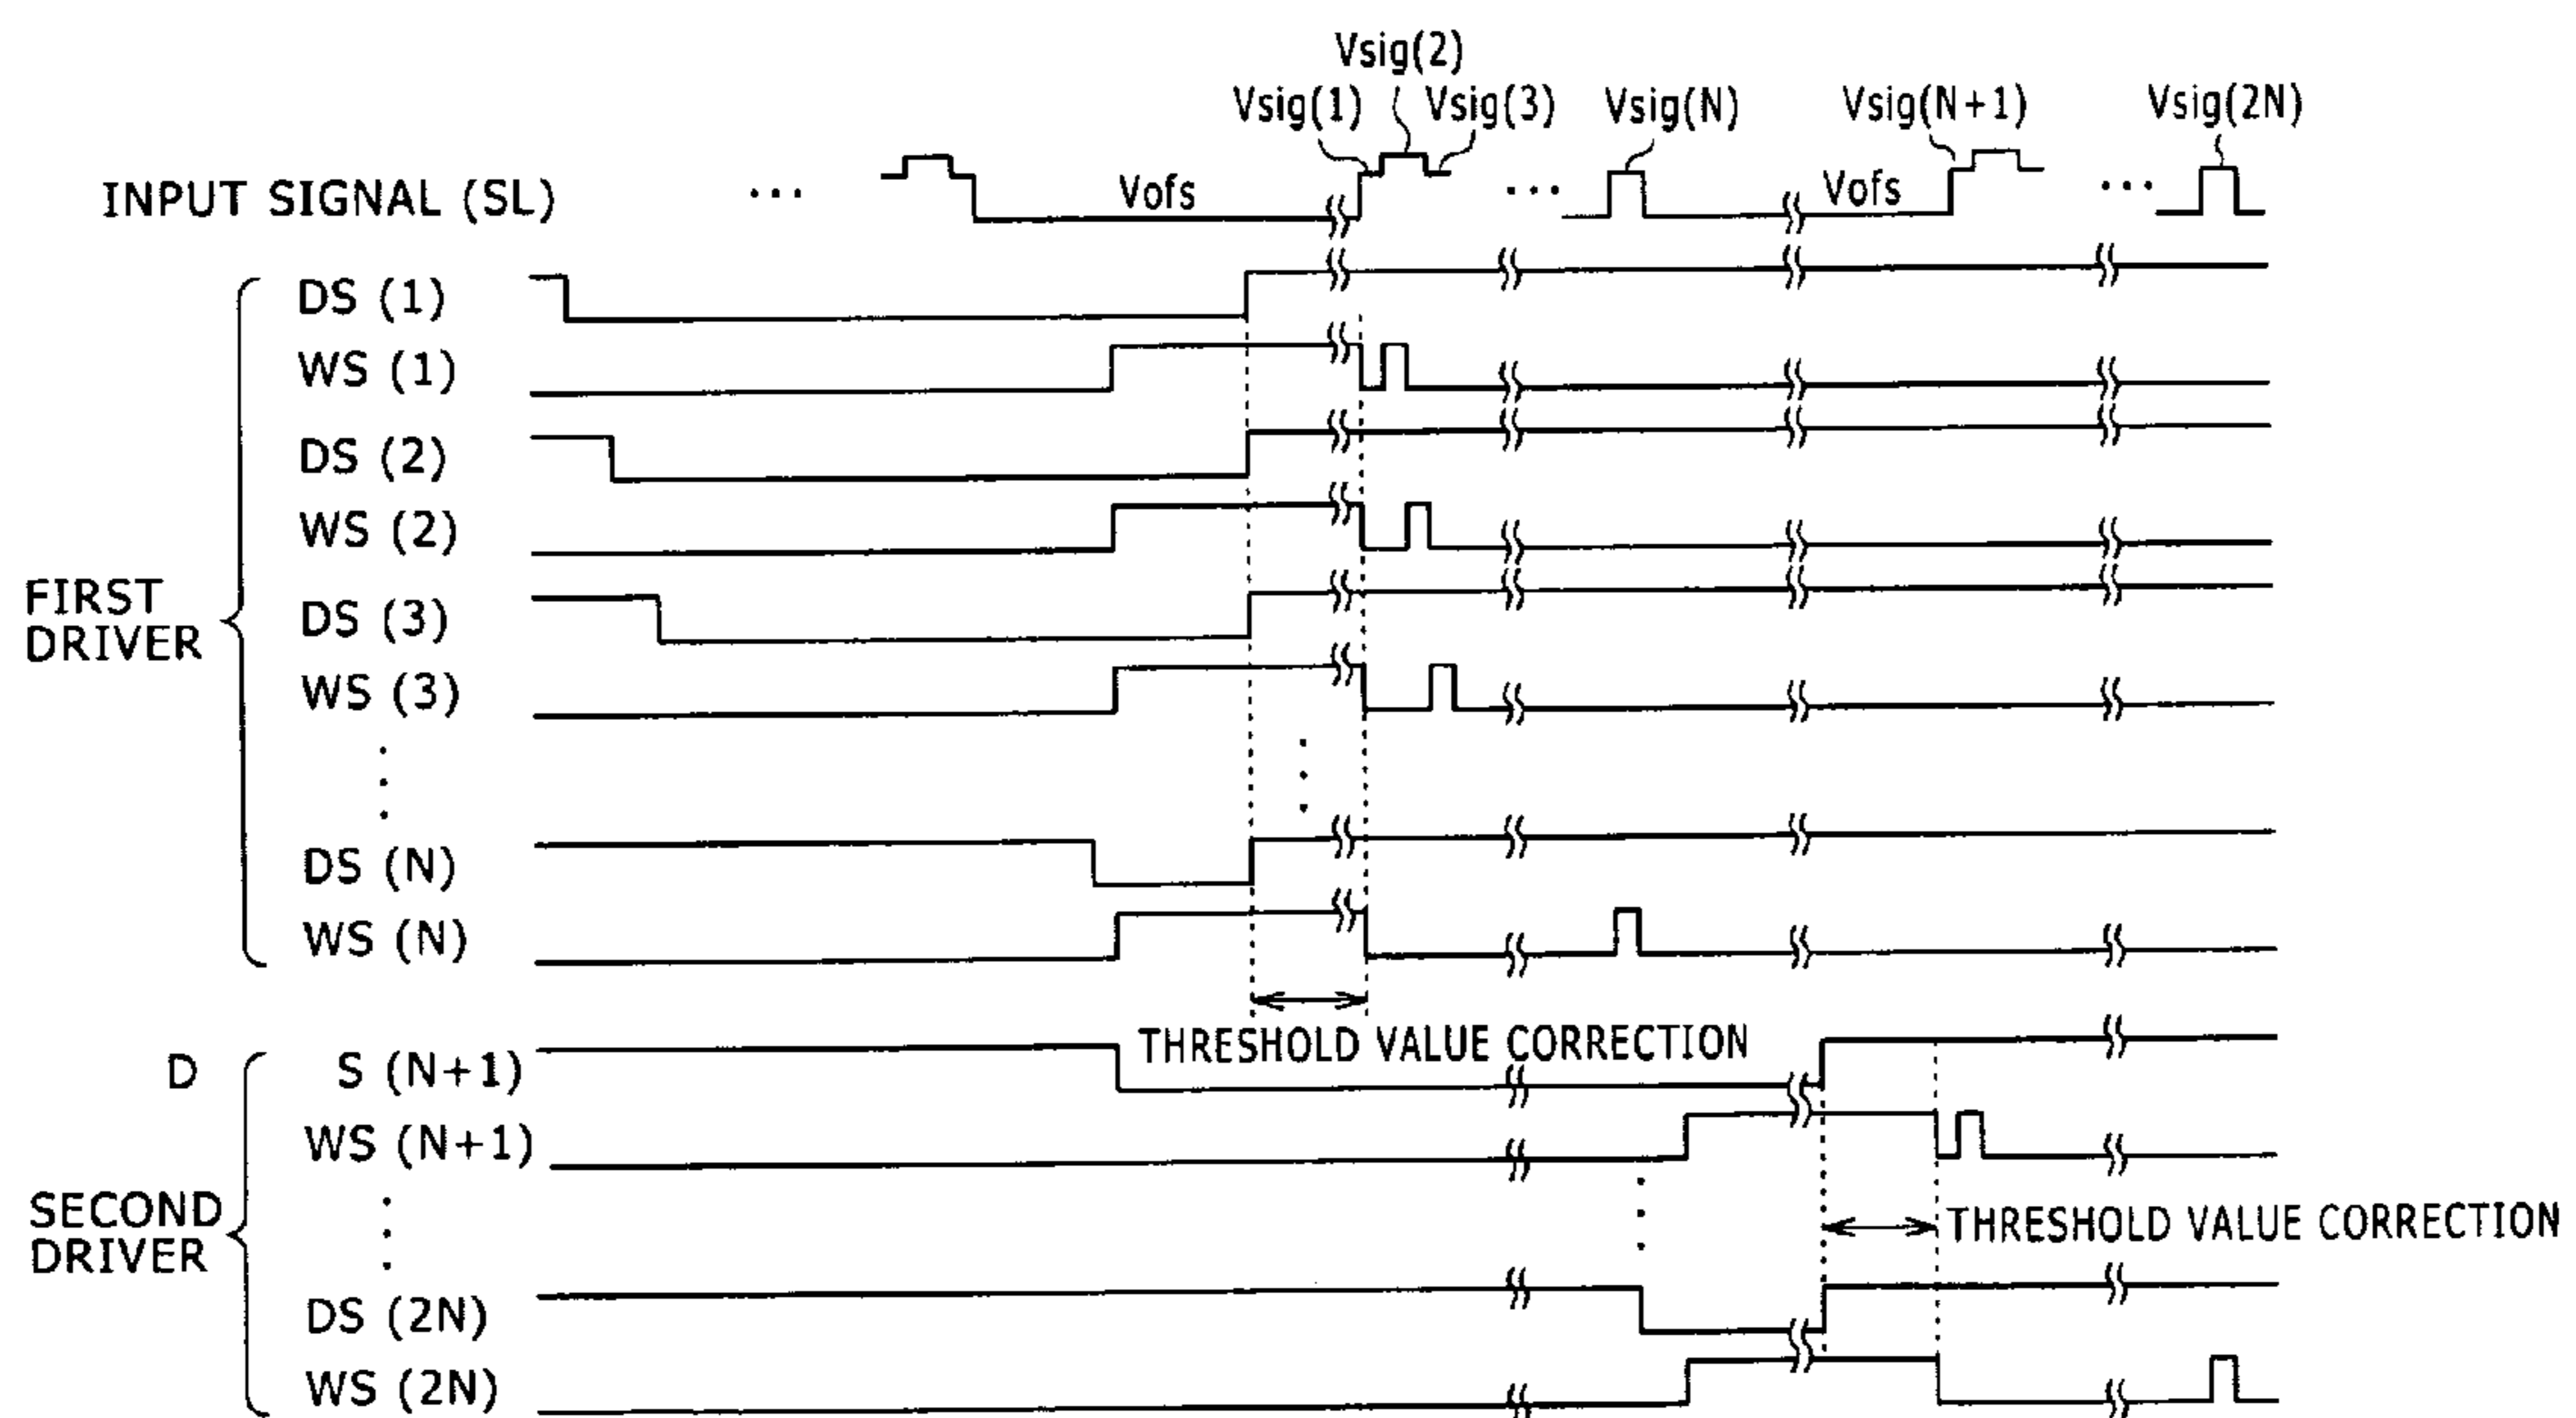 Vsig(2)
Vsig(1) Vsig(3) Vsig(N) Vsig(N+1) Vsig(2N)
INPUT SIGNAL (SL) ... Vofs ... Vofs ...
DS (1)
WS (1)
DS (2)
WS (2)
FIRST
DRIVER
DS (3)
WS (3)
DS (N)
WS (N)
THRESHOLD VALUE CORRECTION
D S (N+1)
WS (N+1)
SECOND
DRIVER
THRESHOLD VALUE CORRECTION
DS (2N)
WS (2N)